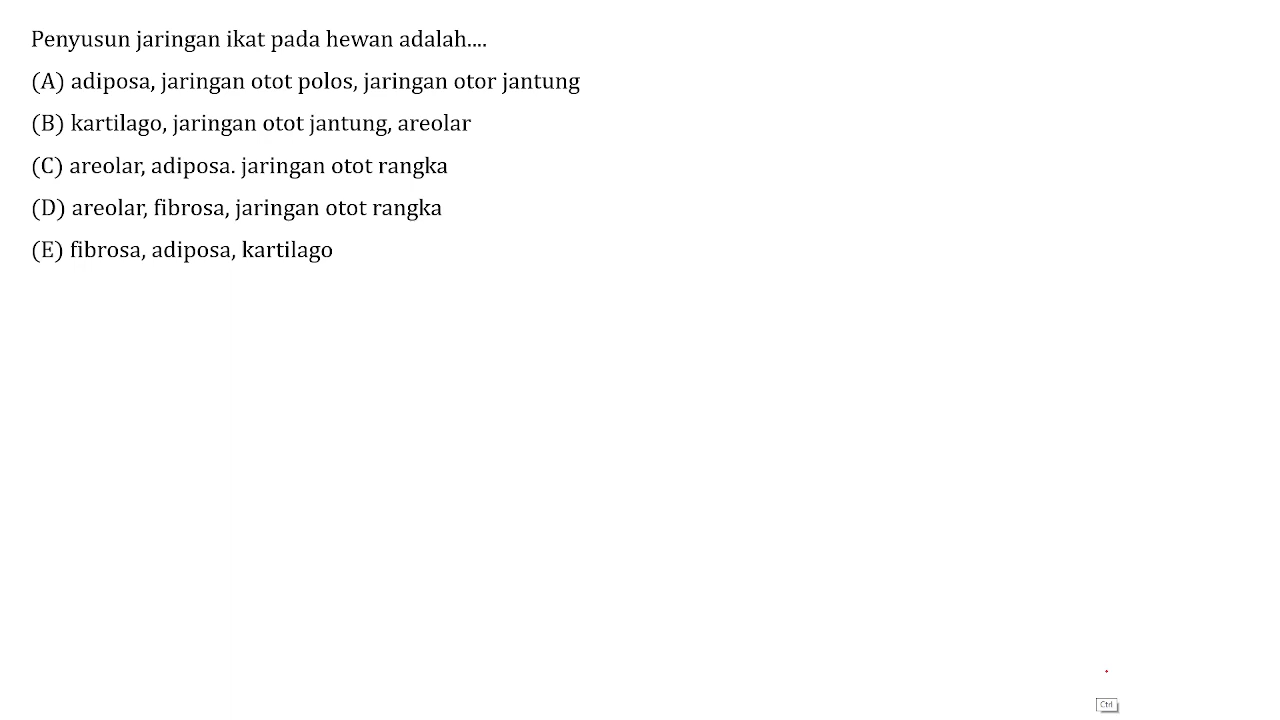 Penyusun jaringan ikat pada hewan adalah....
(A) adiposa, jaringan otot polos, jaringan otor jantung
(B) kartilago, jaringan otot jantung, areolar
(C) areolar, adiposa. jaringan otot rangka
(D) areolar, fibrosa, jaringan otot rangka
(E) fibrosa, adiposa, kartilago
Ctrl